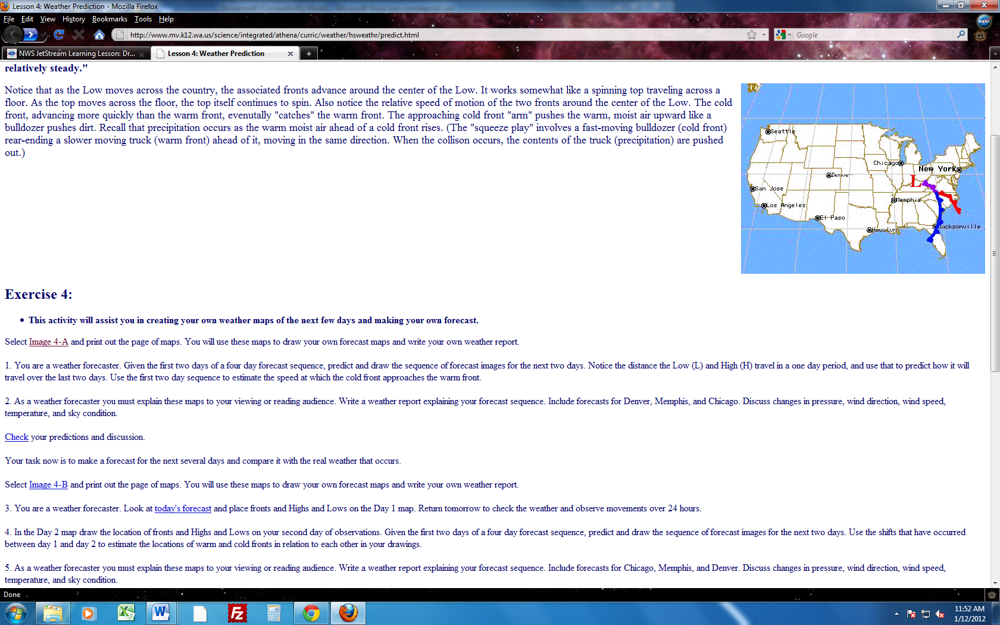 Lesson 4: Weather Prediction - Mozilla Firefox
File Edit View History Bookmarks Tools Help
NASA
http://www.mv.k12.wa.us/science/integrated/athena/curric/weather/hsweathr/predict.html
Google
NWS JetStream Learning Lesson: Dr...
Lesson 4: Weather Prediction
relatively steady."
Notice that as the Low moves across the country, the associated fronts advance around the center of the Low. It works somewhat like a spinning top traveling across a
floor. As the top moves across the floor, the top itself continues to spin. Also notice the relative speed of motion of the two fronts around the center of the Low. The cold
front, advancing more quickly than the warm front, evenutally "catches" the warm front. The approaching cold front "arm" pushes the warm, moist air upward like a
bulldozer pushes dirt. Recall that precipitation occurs as the warm moist air ahead of a cold front rises. (The "squeeze play" involves a fast-moving bulldozer (cold front)
rear-ending a slower moving truck (warm front) ahead of it, moving in the same direction. When the collison occurs, the contents of the truck (precipitation) are pushed
out.)
Seattle
Chicago
New York
Denver
L
San Jose
Memphis
Los Angeles
El Paso
Jacksonville
Houston
Exercise 4:
• This activity will assist you in creating your own weather maps of the next few days and making your own forecast.
Select Image 4-A and print out the page of maps. You will use these maps to draw your own forecast maps and write your own weather report.
1. You are a weather forecaster. Given the first two days of a four day forecast sequence, predict and draw the sequence of forecast images for the next two days. Notice the distance the Low (L) and High (H) travel in a one day period, and use that to predict how it will
travel over the last two days. Use the first two day sequence to estimate the speed at which the cold front approaches the warm front.
2. As a weather forecaster you must explain these maps to your viewing or reading audience. Write a weather report explaining your forecast sequence. Include forecasts for Denver, Memphis, and Chicago. Discuss changes in pressure, wind direction, wind speed,
temperature, and sky condition.
Check your predictions and discussion.
Your task now is to make a forecast for the next several days and compare it with the real weather that occurs.
Select Image 4-B and print out the page of maps. You will use these maps to draw your own forecast maps and write your own weather report.
3. You are a weather forecaster. Look at today's forecast and place fronts and Highs and Lows on the Day 1 map. Return tomorrow to check the weather and observe movements over 24 hours.
4. In the Day 2 map draw the location of fronts and Highs and Lows on your second day of observations. Given the first two days of a four day forecast sequence, predict and draw the sequence of forecast images for the next two days. Use the shifts that have occurred
between day 1 and day 2 to estimate the locations of warm and cold fronts in relation to each other in your drawings.
5. As a weather forecaster you must explain these maps to your viewing or reading audience. Write a weather report explaining your forecast sequence. Include forecasts for Chicago, Memphis, and Denver. Discuss changes in pressure, wind direction, wind speed,
temperature, and sky condition.
Done
11:52 AM
1/12/2012